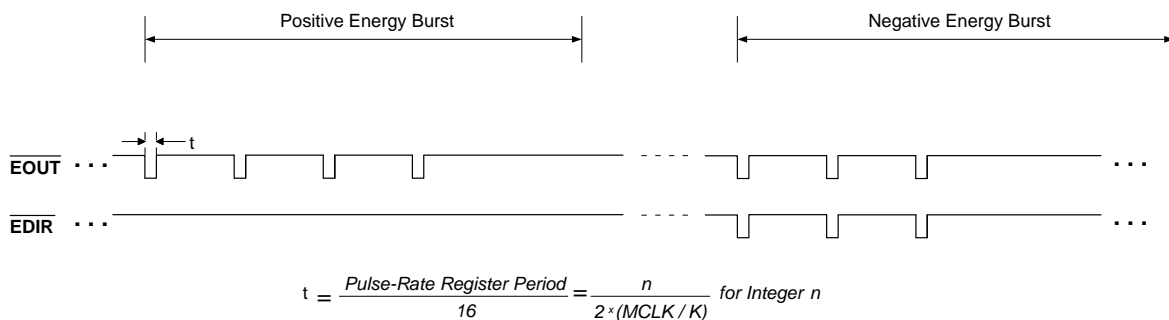 Positive Energy Burst
Negative Energy Burst
t
EOUT ... ...
EDIR ... ...
t = Pulse-Rate Register Period / 16 = n / 2 x (MCLK / K) for Integer n